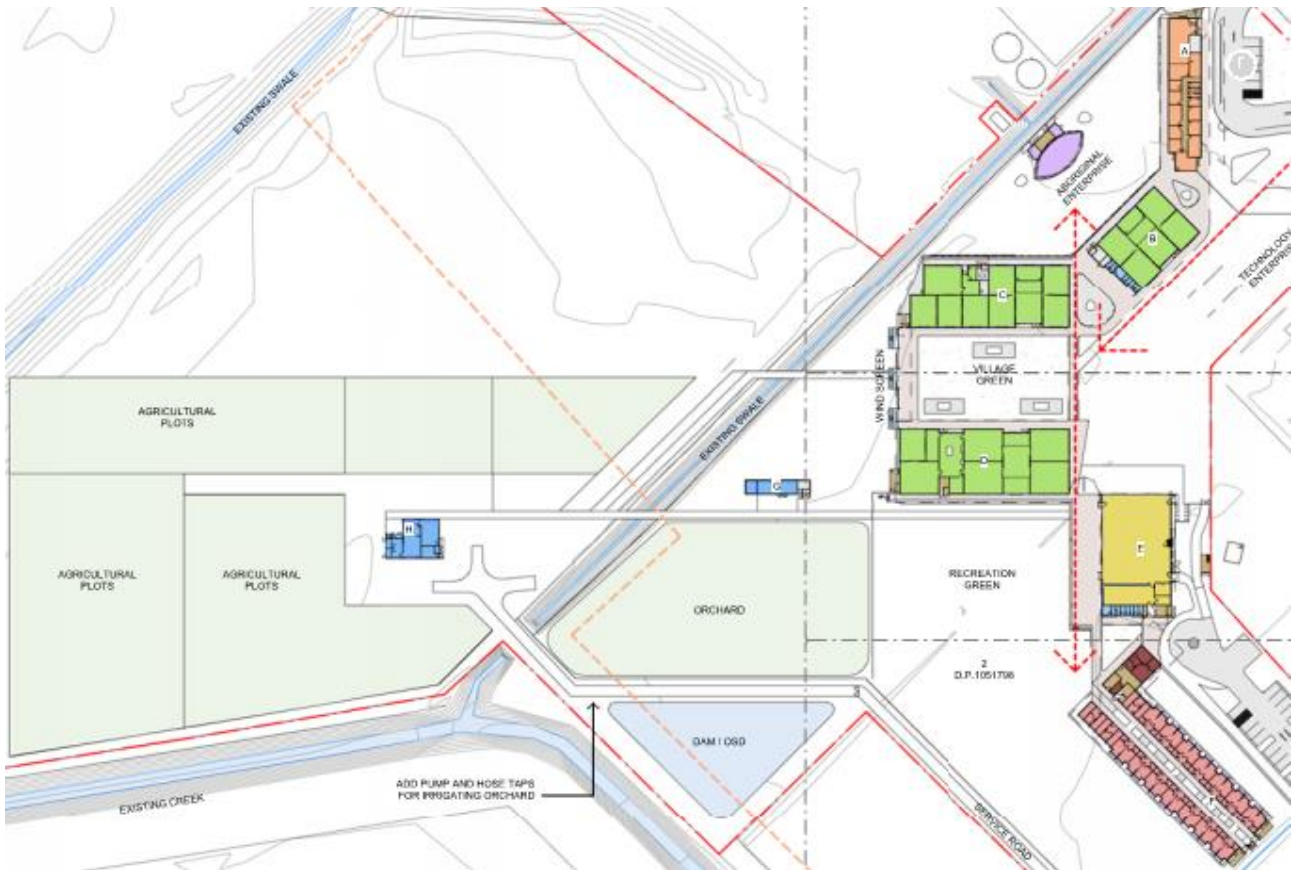 EXISTING SWALE
A
ABORIGINAL
ENTERPRISE
B
TECHNOLOGY
ENTERPRISE
C
WIND SCREEN
VILLAGE
GREEN
AGRICULTURAL
PLOTS
EXISTING SWALE
D
G
H
E
AGRICULTURAL
PLOTS
AGRICULTURAL
PLOTS
ORCHARD
RECREATION
GREEN
2
D.P.1051798
DAM / OSD
ADD PUMP AND HOSE TAPS
FOR IRRIGATING ORCHARD
EXISTING CREEK
SERVICE ROAD